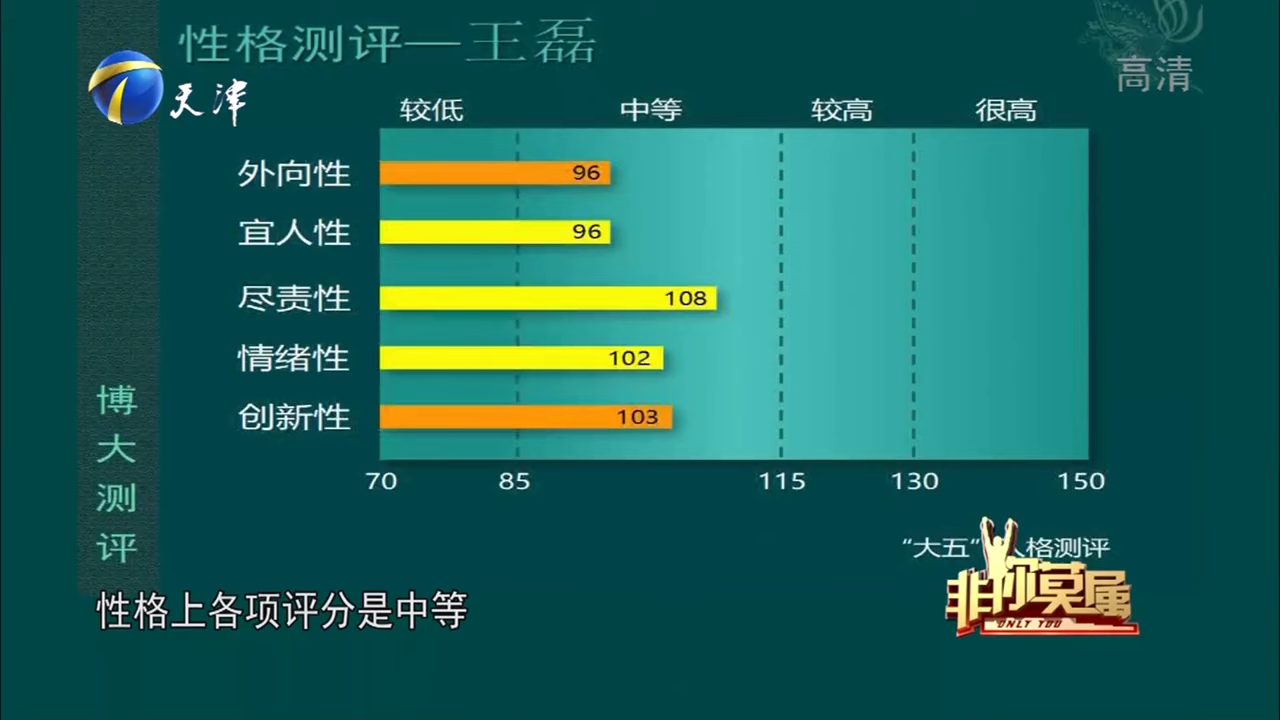 性格测评—王磊
天津
高清
较低 中等 较高 很高
外向性 96
宜人性 96
尽责性 108
情绪性 102
创新性 103
70 85 115 130 150
博大测评
“大五”人格测评
非你莫属
ONLY YOU
性格上各项评分是中等